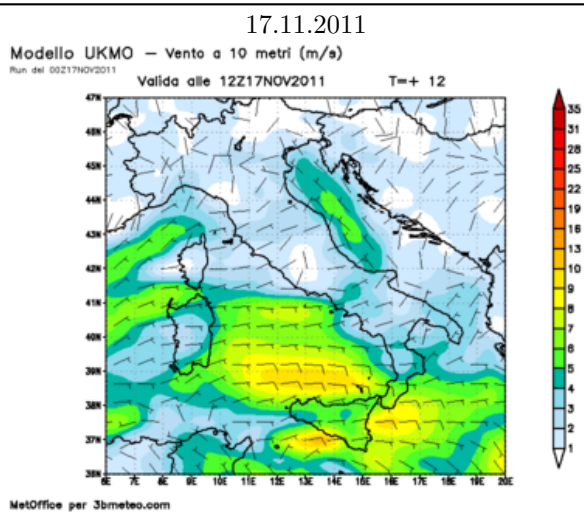 17.11.2011
Modello UKMO – Vento a 10 metri (m/s)
Run del 00Z17NOV2011
Valida alle 12Z17NOV2011 T=+ 12
47N
46N
45N
44N
43N
42N
41N
40N
39N
38N
37N
36N
6E 7E 8E 9E 10E 11E 12E 13E 14E 15E 16E 17E 18E 19E 20E
35
31
28
25
22
19
16
13
10
9
8
7
6
5
4
3
2
1
MetOffice per 3bmeteo.com